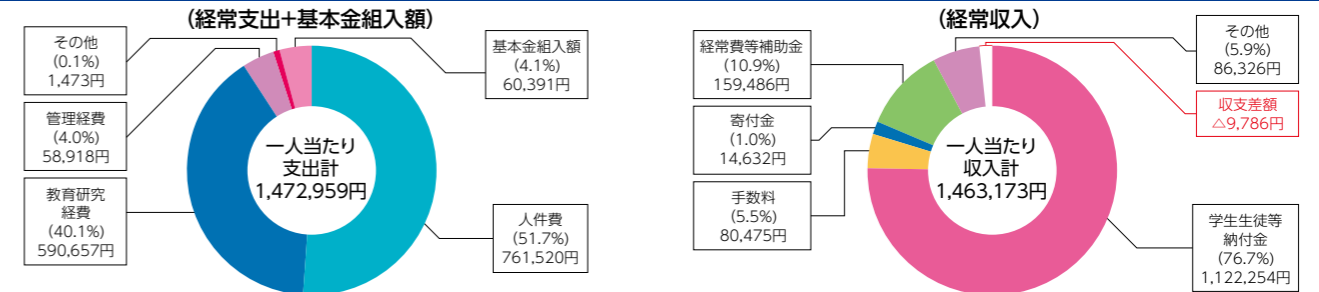 (経常支出+基本金組入額)
その他
(0.1%)
1,473円
管理経費
(4.0%)
58,918円
教育研究
経費
(40.1%)
590,657円
一人当たり
支出計
1,472,959円
基本金組入額
(4.1%)
60,391円
人件費
(51.7%)
761,520円
(経常収入)
経常費等補助金
(10.9%)
159,486円
寄付金
(1.0%)
14,632円
手数料
(5.5%)
80,475円
一人当たり
収入計
1,463,173円
その他
(5.9%)
86,326円
収支差額
△9,786円
学生生徒等
納付金
(76.7%)
1,122,254円